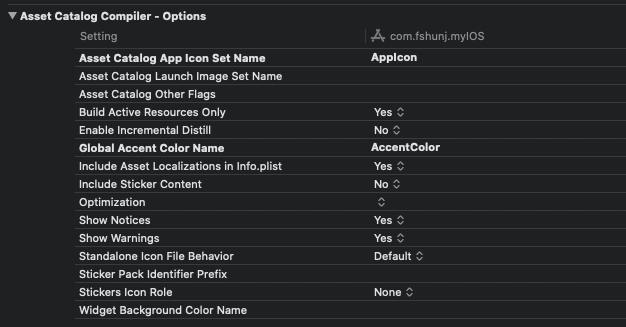 Asset Catalog Compiler - Options
Setting com.fshunj.myIOS
Asset Catalog App Icon Set Name AppIcon
Asset Catalog Launch Image Set Name
Asset Catalog Other Flags
Build Active Resources Only Yes
Enable Incremental Distill No
Global Accent Color Name AccentColor
Include Asset Localizations in Info.plist Yes
Include Sticker Content No
Optimization
Show Notices Yes
Show Warnings Yes
Standalone Icon File Behavior Default
Sticker Pack Identifier Prefix
Stickers Icon Role None
Widget Background Color Name